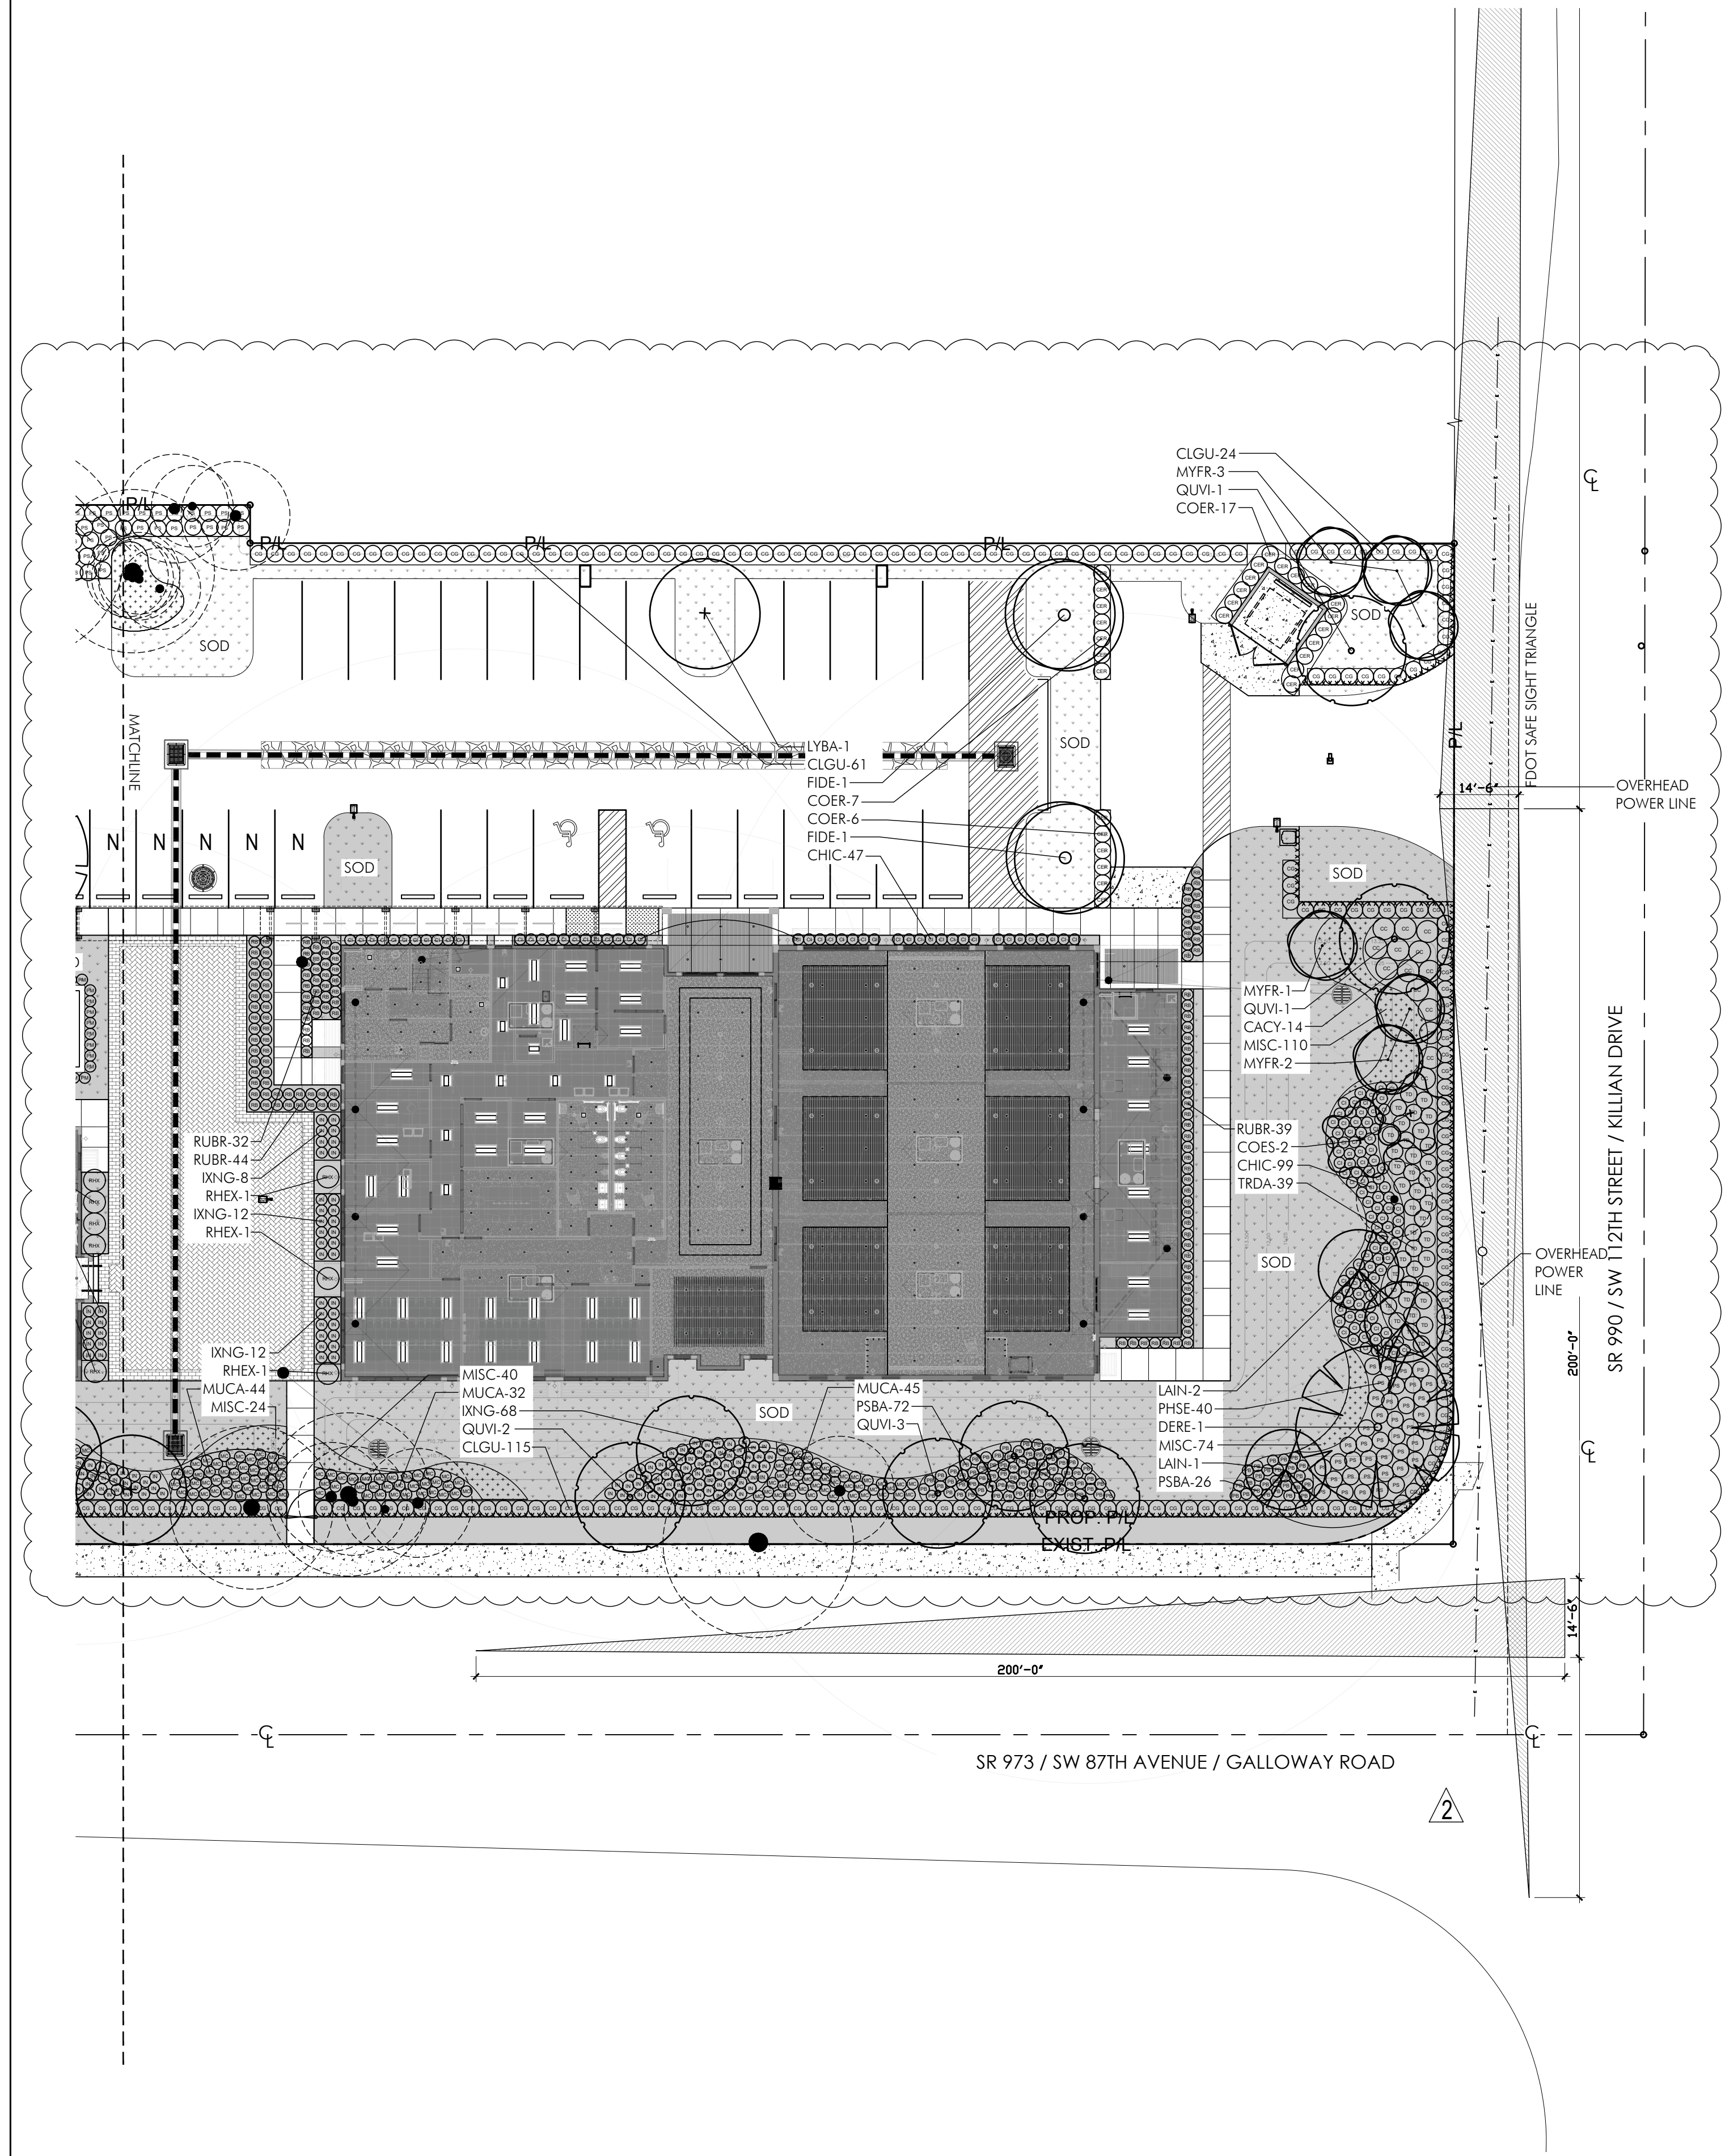 CLGU-24
MYFR-3
QUVI-1
COER-17
P/L
P/L
P/L
P/L
SOD
SOD
MATCHLINE
FDOT SAFE SIGHT TRIANGLE
P/L
LYBA-1
CLGU-61
FIDE-1
COER-7
COER-6
FIDE-1
CHIC-47
SOD
14'-6"
OVERHEAD
POWER LINE
N N N N N
SOD
SOD
MYFR-1
QUVI-1
CACY-14
MISC-110
MYFR-2
RUBR-32
RUBR-44
IXNG-8
RHEX-1
IXNG-12
RHEX-1
RUBR-39
COES-2
CHIC-99
TRDA-39
SR 990 / SW 112TH STREET / KILLIAN DRIVE
SOD
OVERHEAD
POWER
LINE
200'-0"
IXNG-12
RHEX-1
MUCA-44
MISC-24
MISC-40
MUCA-32
IXNG-68
QUVI-2
CLGU-115
SOD
MUCA-45
PSBA-72
QUVI-3
LAIN-2
PHSE-40
DERE-1
MISC-74
LAIN-1
PSBA-26
PROP. P/L
EXIST. P/L
14'-6"
200'-0"
SR 973 / SW 87TH AVENUE / GALLOWAY ROAD
2